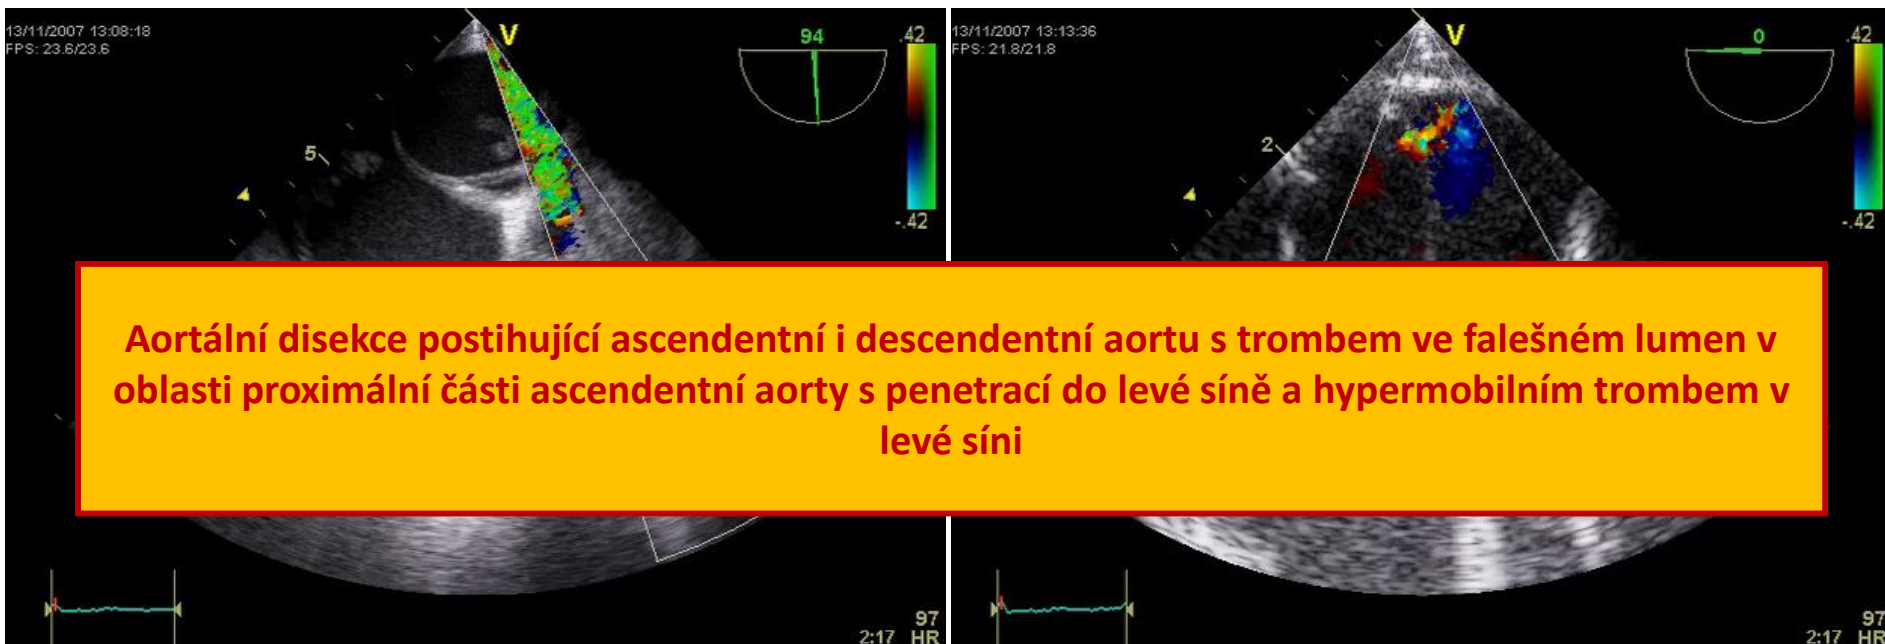 13/11/2007 13:08:18
FPS: 23.6/23.6
V
94
.42
5
-.42
13/11/2007 13:13:36
FPS: 21.8/21.8
V
0
.42
2
-.42
Aortální disekce postihující ascendentní i descendentní aortu s trombem ve falešném lumen v
oblasti proximální části ascendentní aorty s penetrací do levé síně a hypermobilním trombem v
levé síni
97
2:17 HR
97
2:17 HR